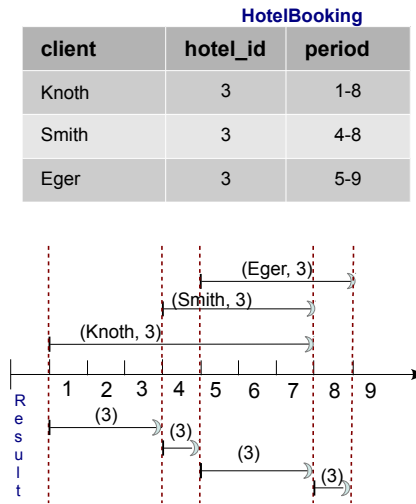 HotelBooking
client hotel_id period
Knoth 3 1-8
Smith 3 4-8
Eger 3 5-9
(Eger, 3)
(Smith, 3)
(Knoth, 3)
1 2 3 4 5 6 7 8 9
Result
(3)
(3)
(3)
(3)